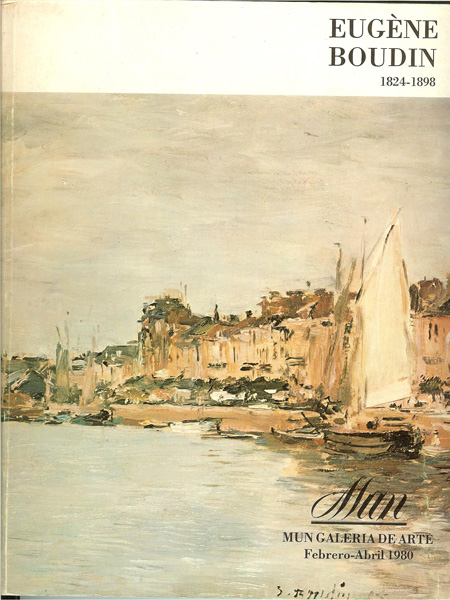 EUGÈNE
BOUDIN
1824-1898
Mun
MUN GALERIA DE ARTE
Febrero-Abril 1980